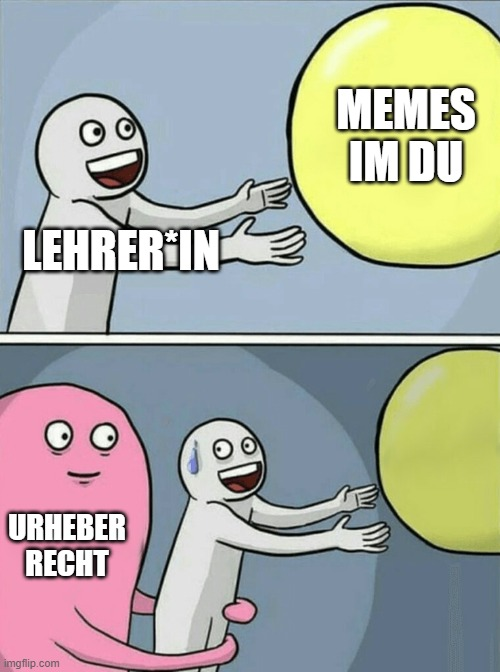 MEMES
IM DU
LEHRER*IN
URHEBER
RECHT
imgflip.com